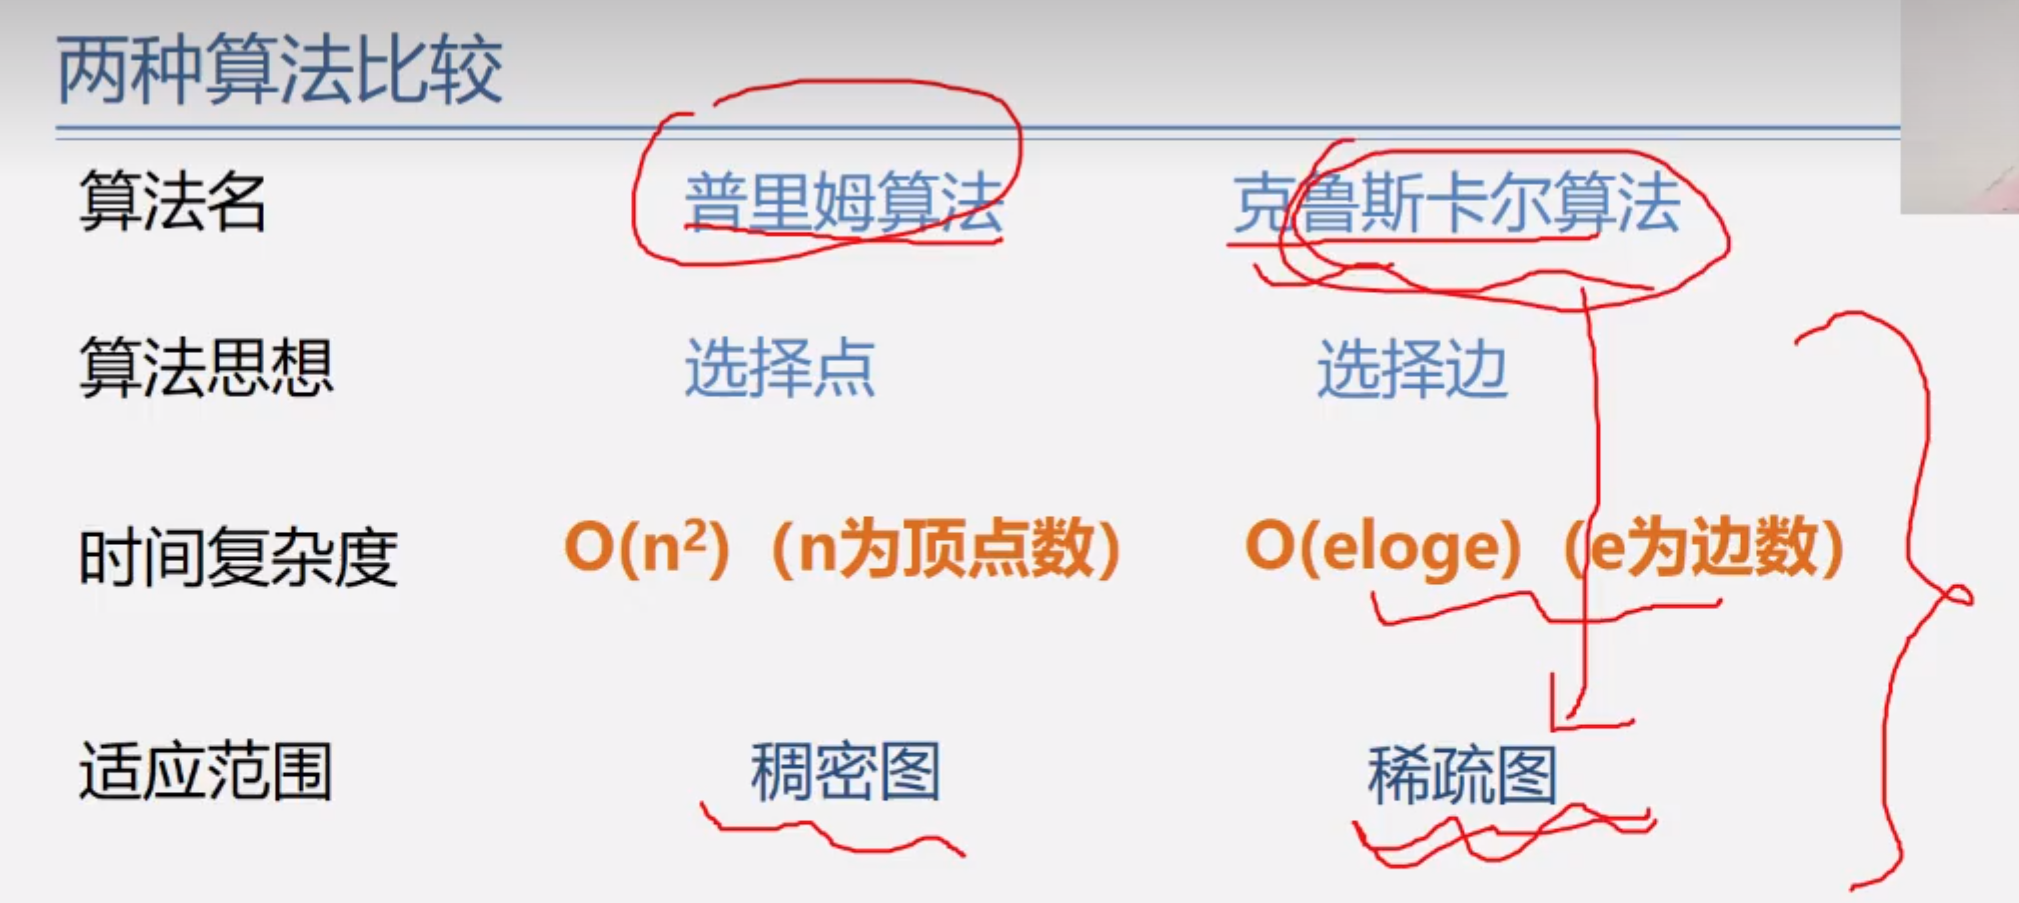 两种算法比较
算法名 普里姆算法 克鲁斯卡尔算法
算法思想 选择点 选择边
时间复杂度 O(n²)（n为顶点数） O(eloge)（e为边数）
适应范围 稠密图 稀疏图